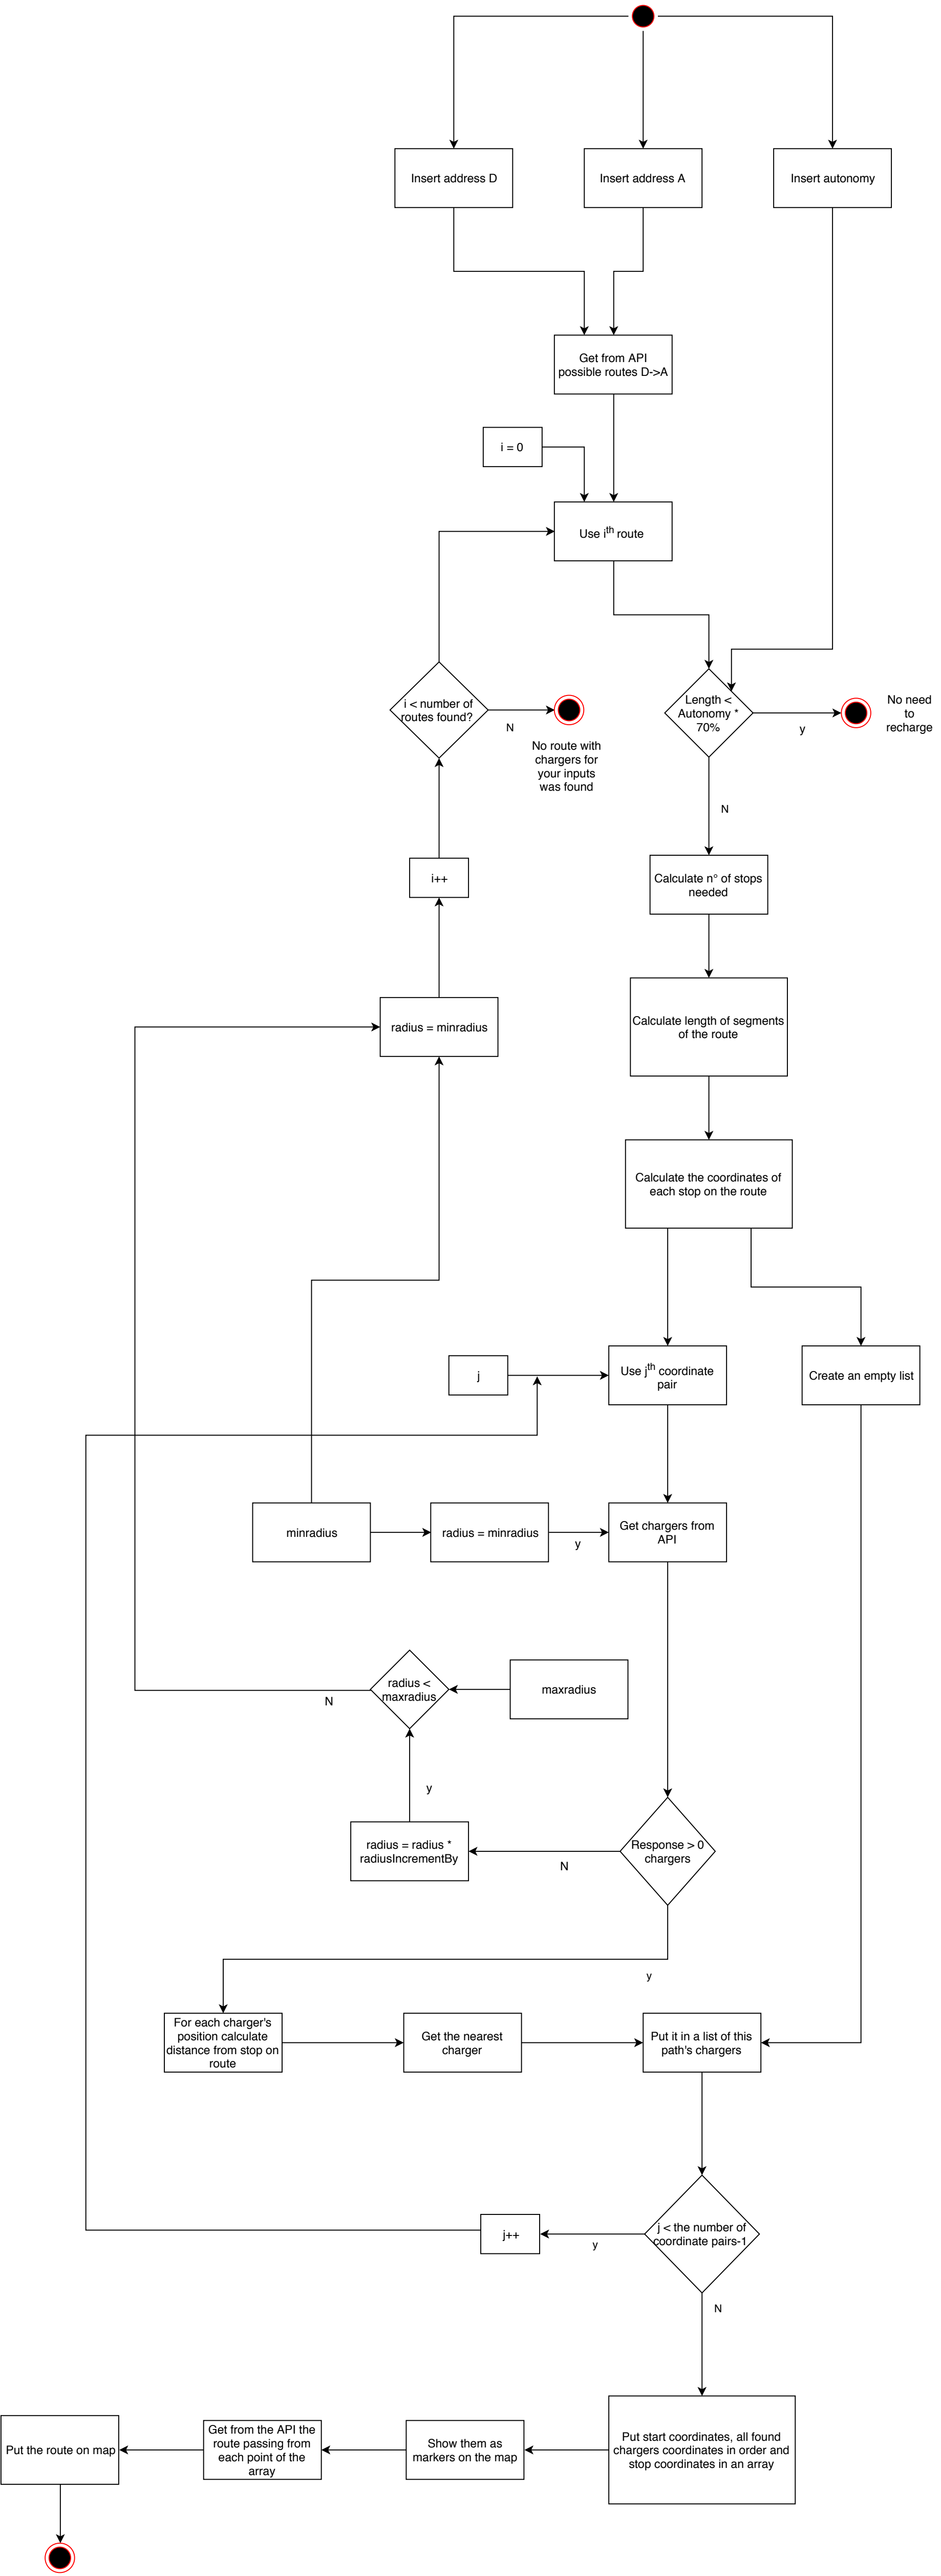 Insert address D
Insert address A
Insert autonomy
Get from API
possible routes D->A
i = 0
Use ith route
i < number of
routes found?
N
No route with
chargers for
your inputs
was found
Length <
Autonomy *
70%
y
No need
to
recharge
N
Calculate n° of stops
needed
i++
Calculate length of segments
of the route
radius = minradius
Calculate the coordinates of
each stop on the route
j
Use jth coordinate
pair
Create an empty list
minradius
radius = minradius
y
Get chargers from
API
radius <
maxradius
maxradius
N
y
radius = radius *
radiusIncrementBy
N
Response > 0
chargers
y
For each charger's
position calculate
distance from stop on
route
Get the nearest
charger
Put it in a list of this
path's chargers
j++
y
j < the number of
coordinate pairs-1
N
Put the route on map
Get from the API the
route passing from
each point of the
array
Show them as
markers on the map
Put start coordinates, all found
chargers coordinates in order and
stop coordinates in an array